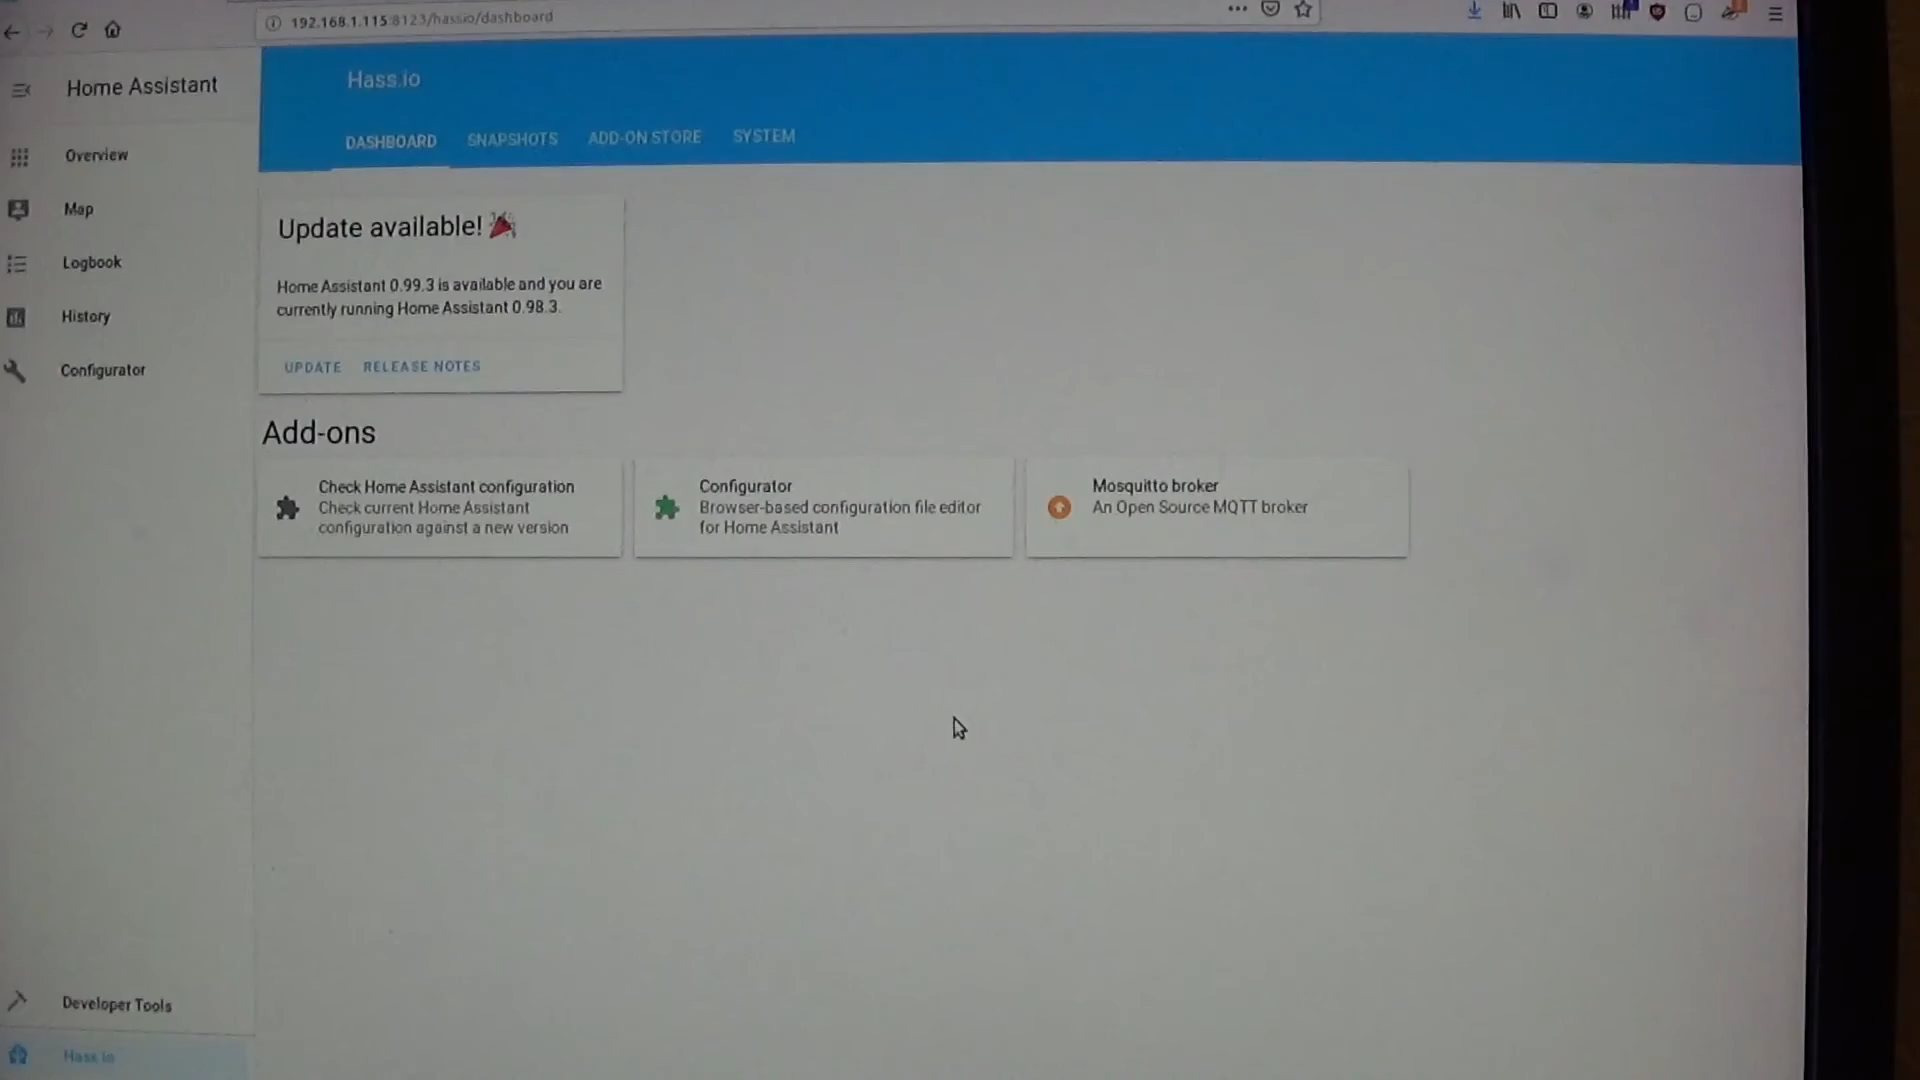 192.168.1.115:8123/hassio/dashboard
Home Assistant
Hass.io
DASHBOARD SNAPSHOTS ADD-ON STORE SYSTEM
Overview
Map
Logbook
History
Configurator
Update available!
Home Assistant 0.99.3 is available and you are
currently running Home Assistant 0.98.3.
UPDATE RELEASE NOTES
Add-ons
Check Home Assistant configuration
Check current Home Assistant
configuration against a new version
Configurator
Browser-based configuration file editor
for Home Assistant
Mosquitto broker
An Open Source MQTT broker
Developer Tools
Hass.io